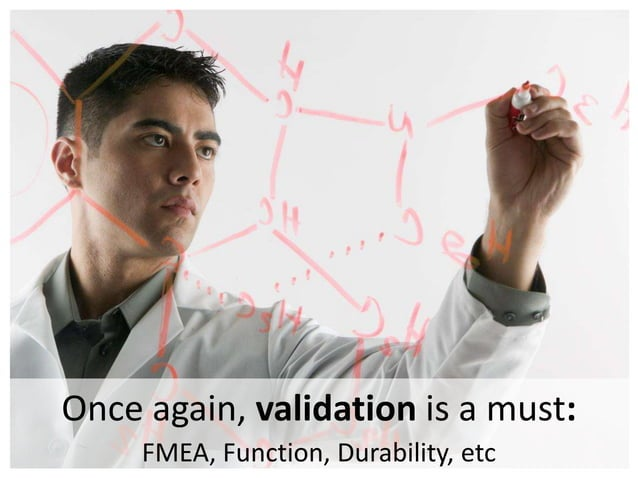 Once again, validation is a must:
FMEA, Function, Durability, etc